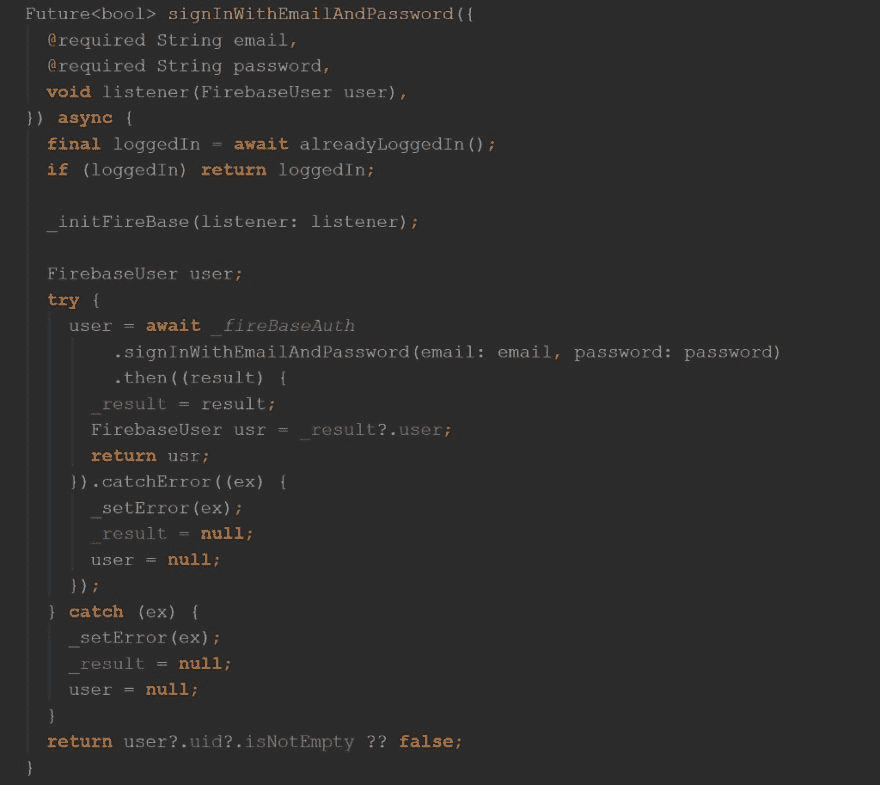 Future<bool> signInWithEmailAndPassword({
  @required String email,
  @required String password,
  void listener(FirebaseUser user),
}) async {
  final loggedIn = await alreadyLoggedIn();
  if (loggedIn) return loggedIn;

  _initFireBase(listener: listener);

  FirebaseUser user;
  try {
    user = await _fireBaseAuth
        .signInWithEmailAndPassword(email: email, password: password)
        .then((result) {
      _result = result;
      FirebaseUser usr = _result?.user;
      return usr;
    }).catchError((ex) {
      _setError(ex);
      _result = null;
      user = null;
    });
  } catch (ex) {
    _setError(ex);
    _result = null;
    user = null;
  }
  return user?.uid?.isNotEmpty ?? false;
}